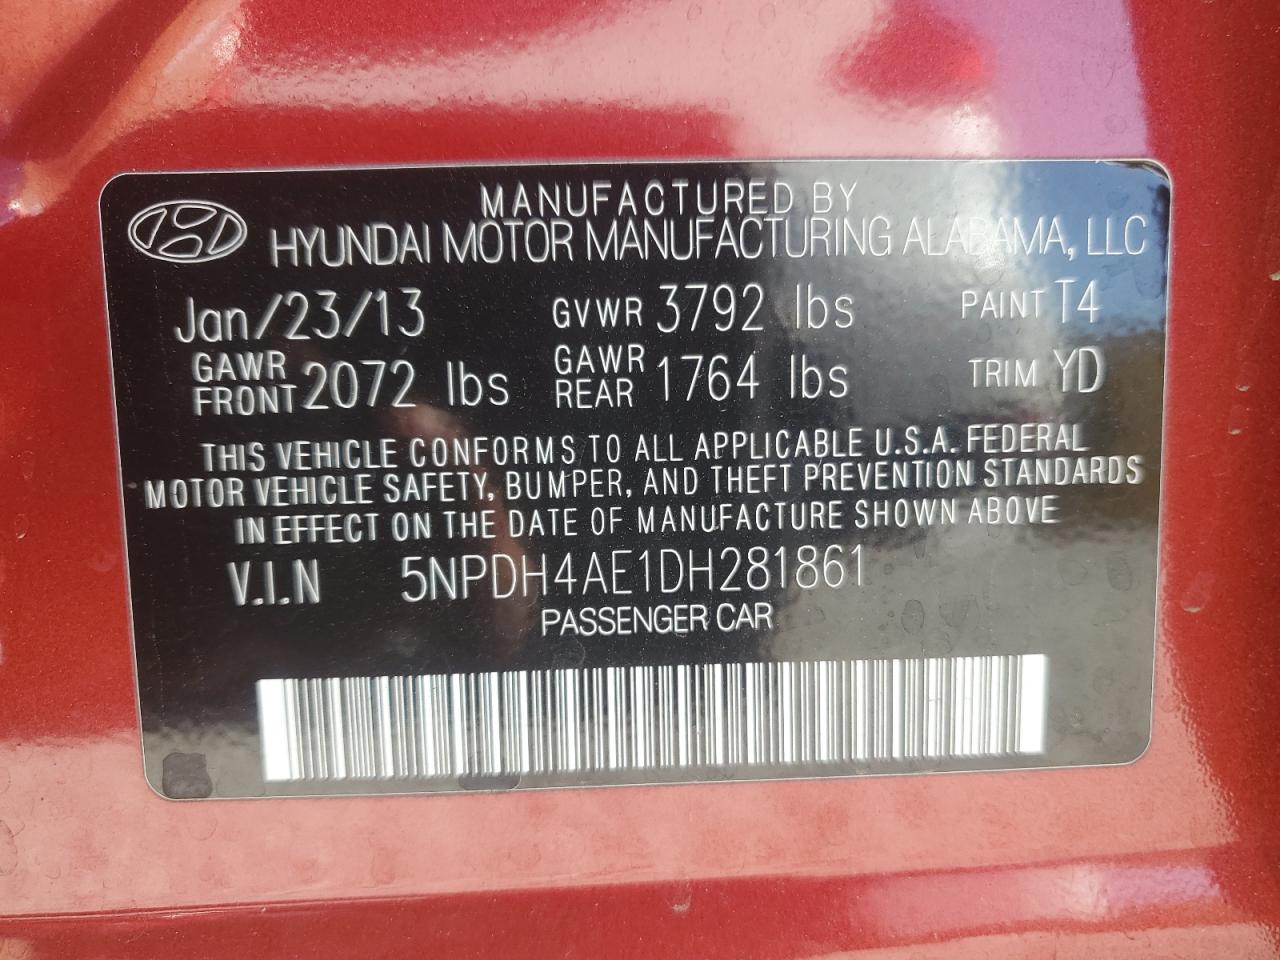 MANUFACTURED BY
HYUNDAI MOTOR MANUFACTURING ALABAMA, LLC
Jan/23/13 GVWR 3792 lbs PAINT T4
GAWR FRONT 2072 lbs GAWR REAR 1764 lbs TRIM YD
THIS VEHICLE CONFORMS TO ALL APPLICABLE U.S.A. FEDERAL
MOTOR VEHICLE SAFETY, BUMPER, AND THEFT PREVENTION STANDARDS
IN EFFECT ON THE DATE OF MANUFACTURE SHOWN ABOVE
V.I.N 5NPDH4AE1DH281861
PASSENGER CAR